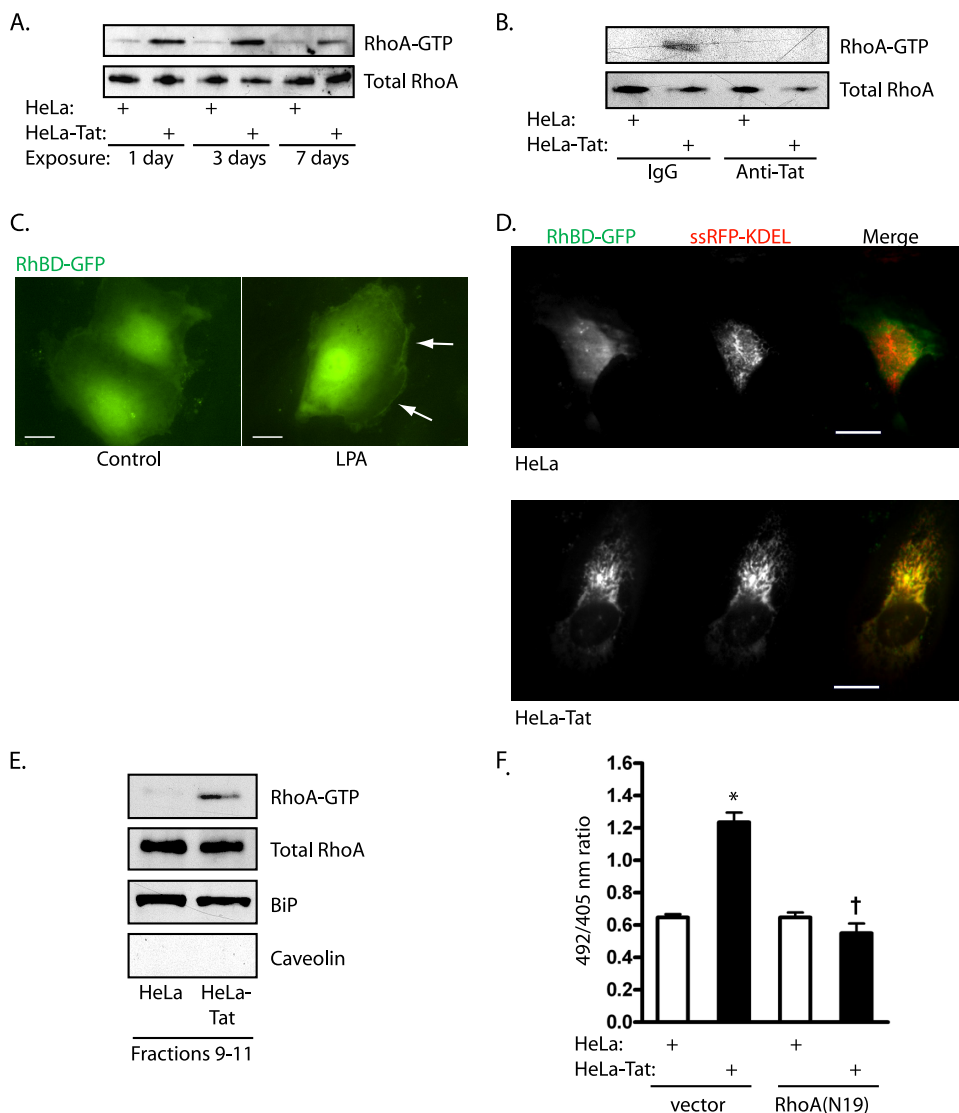 A.
RhoA-GTP
Total RhoA
HeLa: + + +
HeLa-Tat: + + +
Exposure: 1 day 3 days 7 days
B.
RhoA-GTP
Total RhoA
HeLa: + +
HeLa-Tat: + +
IgG Anti-Tat
C.
RhBD-GFP
Control LPA
D.
RhBD-GFP ssRFP-KDEL Merge
HeLa
HeLa-Tat
E.
RhoA-GTP
Total RhoA
BiP
Caveolin
HeLa HeLa-
Tat
Fractions 9-11
F.
492/405 nm ratio
1.6
1.4
1.2
1.0
0.8
0.6
0.4
0.2
0.0
*
†
HeLa: + +
HeLa-Tat: + +
vector RhoA(N19)